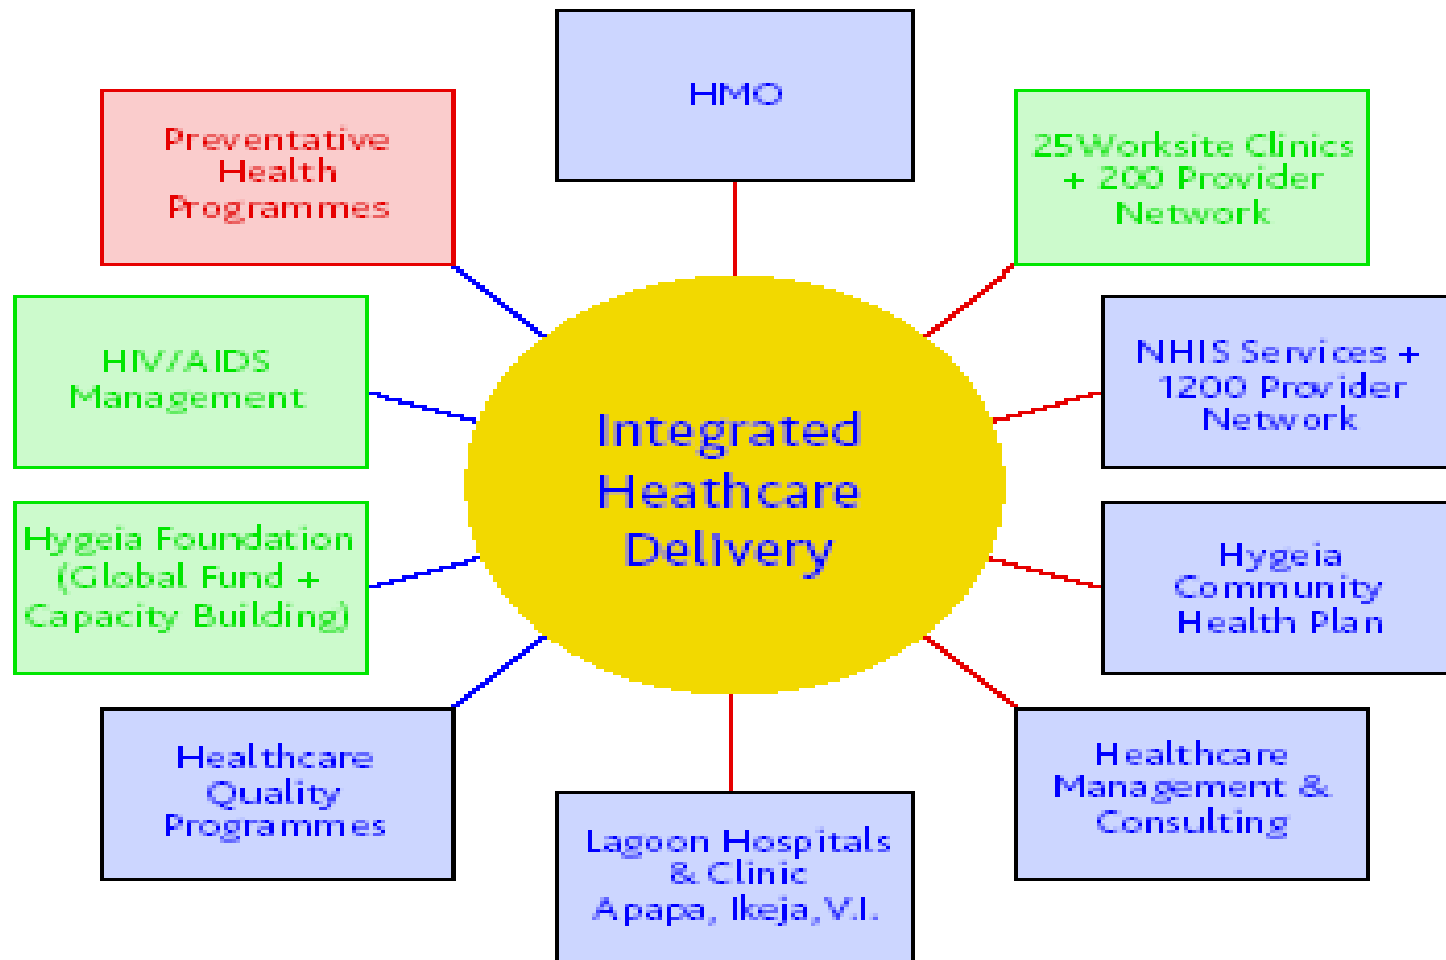 HMO
Preventative
Health
Programmes
25 Worksite Clinics
+ 200 Provider
Network
HIV/AIDS
Management
NHIS Services +
1200 Provider
Network
Integrated
Heathcare
Delivery
Hygeia Foundation
(Global Fund +
Capacity Building)
Hygeia
Community
Health Plan
Healthcare
Quality
Programmes
Healthcare
Management &
Consulting
Lagoon Hospitals
& Clinic
Apapa, Ikeja, V.I.